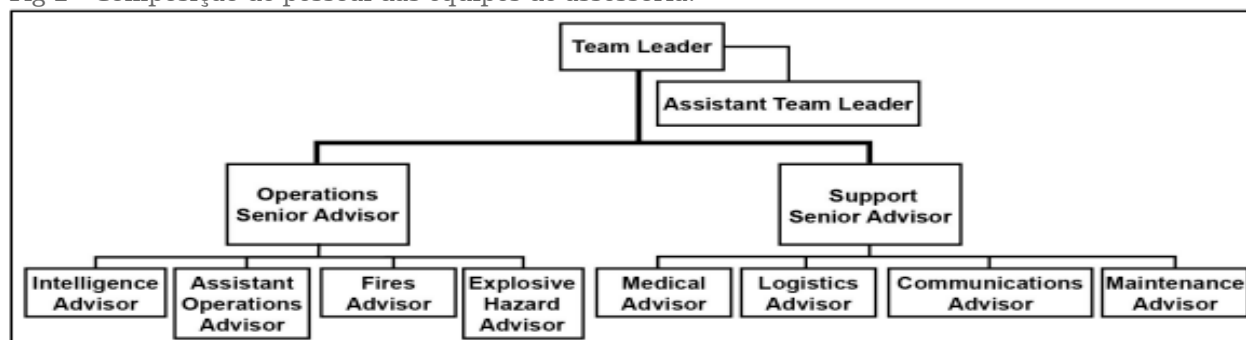 Team Leader
Assistant Team Leader
Operations
Senior Advisor
Support
Senior Advisor
Intelligence
Advisor
Assistant
Operations
Advisor
Fires
Advisor
Explosive
Hazard
Advisor
Medical
Advisor
Logistics
Advisor
Communications
Advisor
Maintenance
Advisor